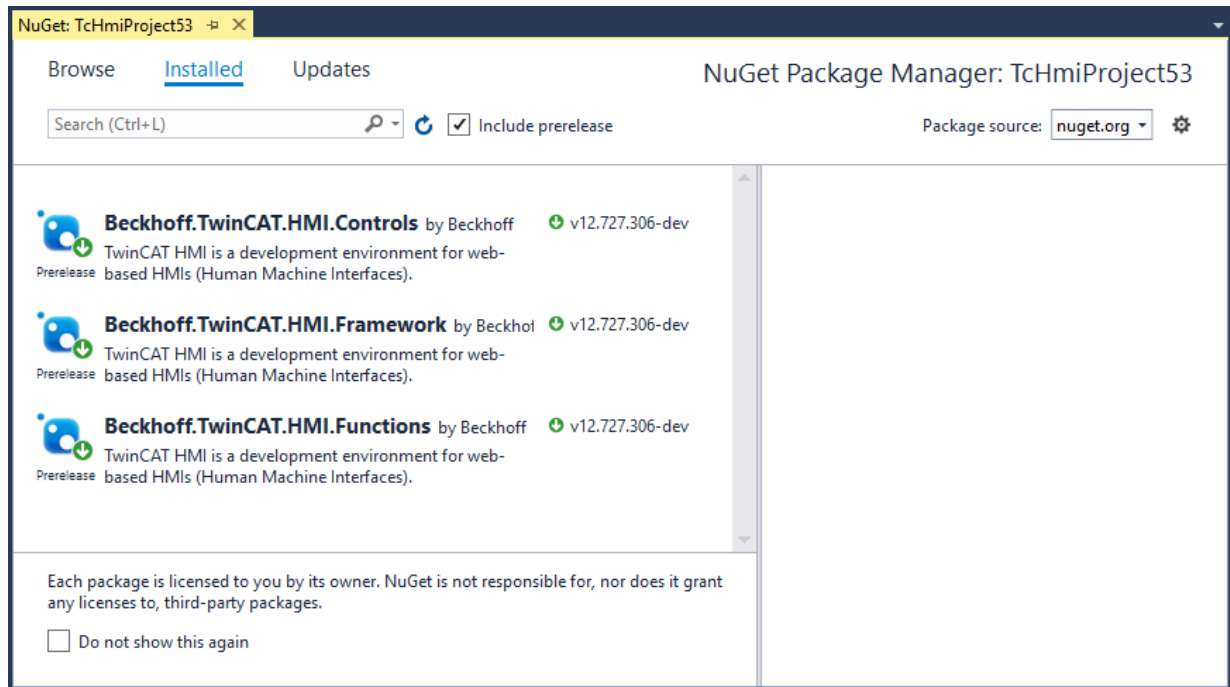 NuGet: TcHmiProject53
Browse Installed Updates
NuGet Package Manager: TcHmiProject53
Search (Ctrl+L)
Include prerelease
Package source: nuget.org
Beckhoff.TwinCAT.HMI.Controls by Beckhoff v12.727.306-dev
TwinCAT HMI is a development environment for web-
Prerelease based HMIs (Human Machine Interfaces).
Beckhoff.TwinCAT.HMI.Framework by Beckhof v12.727.306-dev
TwinCAT HMI is a development environment for web-
Prerelease based HMIs (Human Machine Interfaces).
Beckhoff.TwinCAT.HMI.Functions by Beckhoff v12.727.306-dev
TwinCAT HMI is a development environment for web-
Prerelease based HMIs (Human Machine Interfaces).
Each package is licensed to you by its owner. NuGet is not responsible for, nor does it grant
any licenses to, third-party packages.
Do not show this again